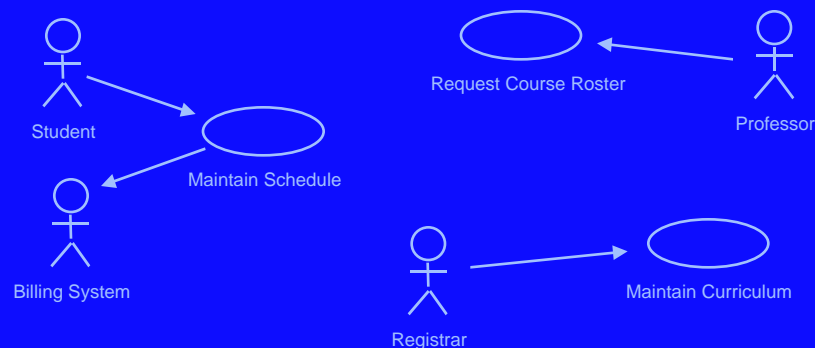 Request Course Roster
Professor
Student
Maintain Schedule
Billing System
Maintain Curriculum
Registrar